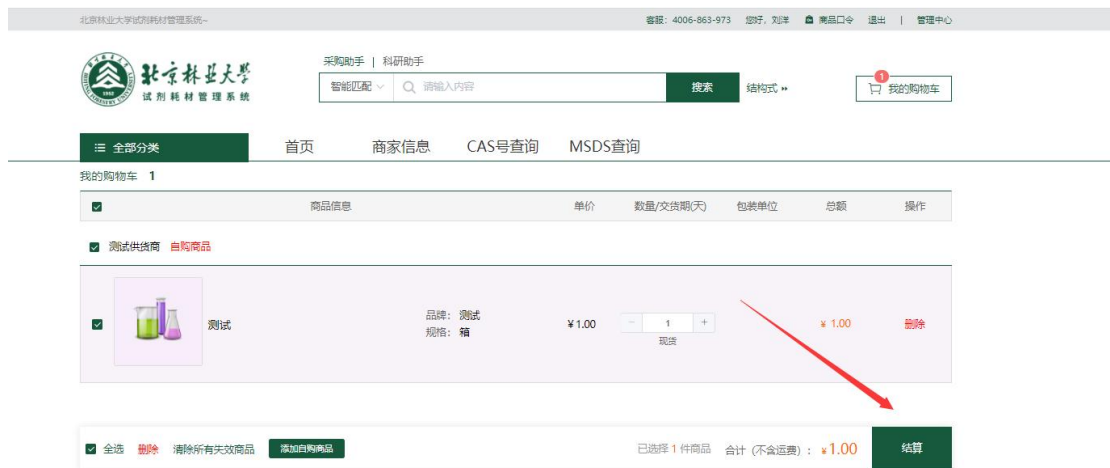 北京林业大学试剂耗材管理系统~ 客服：4006-863-973 您好，刘洋 商品口令 退出 | 管理中心
采购助手 | 科研助手
北京林业大学
试剂耗材管理系统
智能匹配 请输入内容 搜索 结构式 »
1 我的购物车
全部分类 首页 商家信息 CAS号查询 MSDS查询
我的购物车 1
商品信息 单价 数量/交货期(天) 包装单位 总额 操作
测试供货商 自购商品
测试 品牌：测试 ¥1.00 － 1 ＋ ¥ 1.00 删除
规格：箱 现货
全选 删除 清除所有失效商品 添加自购商品 已选择 1 件商品 合计（不含运费）：¥1.00 结算